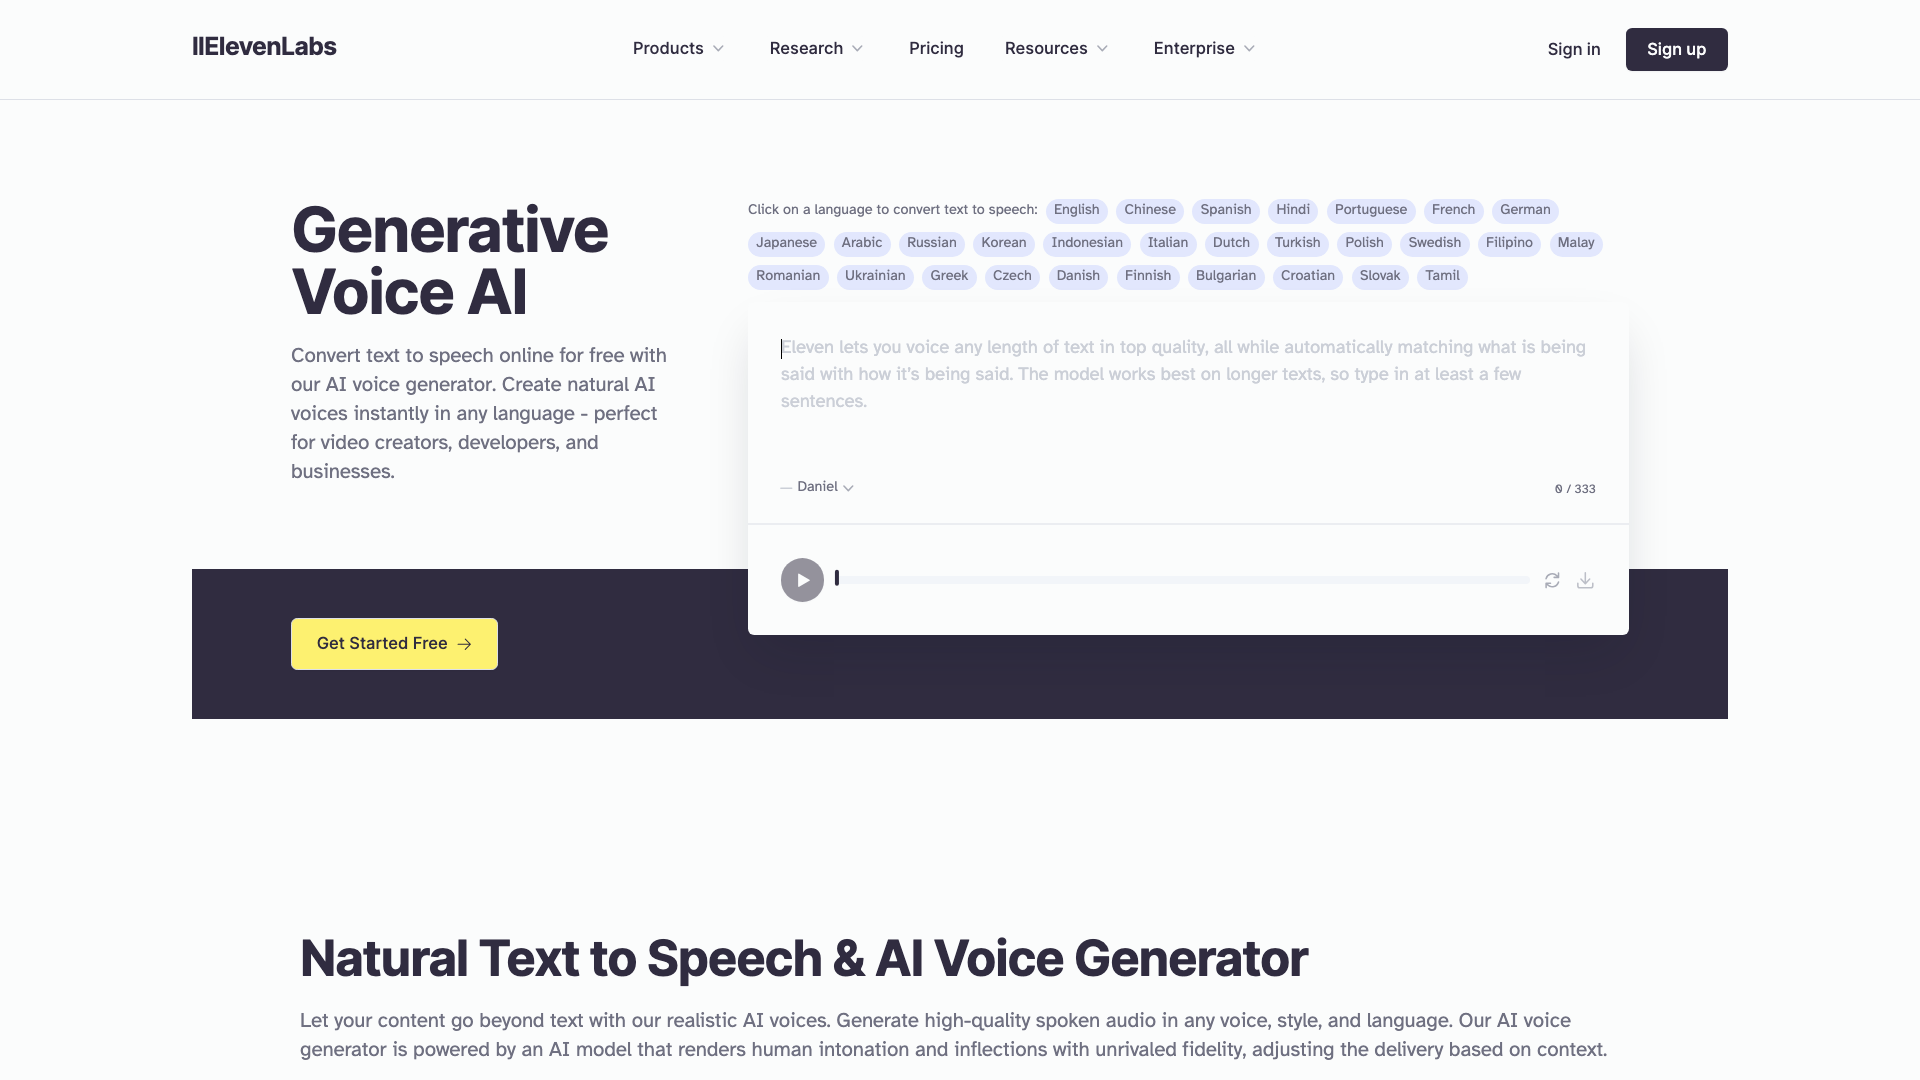 IIElevenLabs
Products
Research
Pricing
Resources
Enterprise
Sign in
Sign up
Generative
Voice AI
Convert text to speech online for free with
our AI voice generator. Create natural AI
voices instantly in any language - perfect
for video creators, developers, and
businesses.
Click on a language to convert text to speech: English Chinese Spanish Hindi Portuguese French German
Japanese Arabic Russian Korean Indonesian Italian Dutch Turkish Polish Swedish Filipino Malay
Romanian Ukrainian Greek Czech Danish Finnish Bulgarian Croatian Slovak Tamil
Eleven lets you voice any length of text in top quality, all while automatically matching what is being
said with how it's being said. The model works best on longer texts, so type in at least a few
sentences.
— Daniel
0 / 333
Get Started Free →
Natural Text to Speech & AI Voice Generator
Let your content go beyond text with our realistic AI voices. Generate high-quality spoken audio in any voice, style, and language. Our AI voice
generator is powered by an AI model that renders human intonation and inflections with unrivaled fidelity, adjusting the delivery based on context.